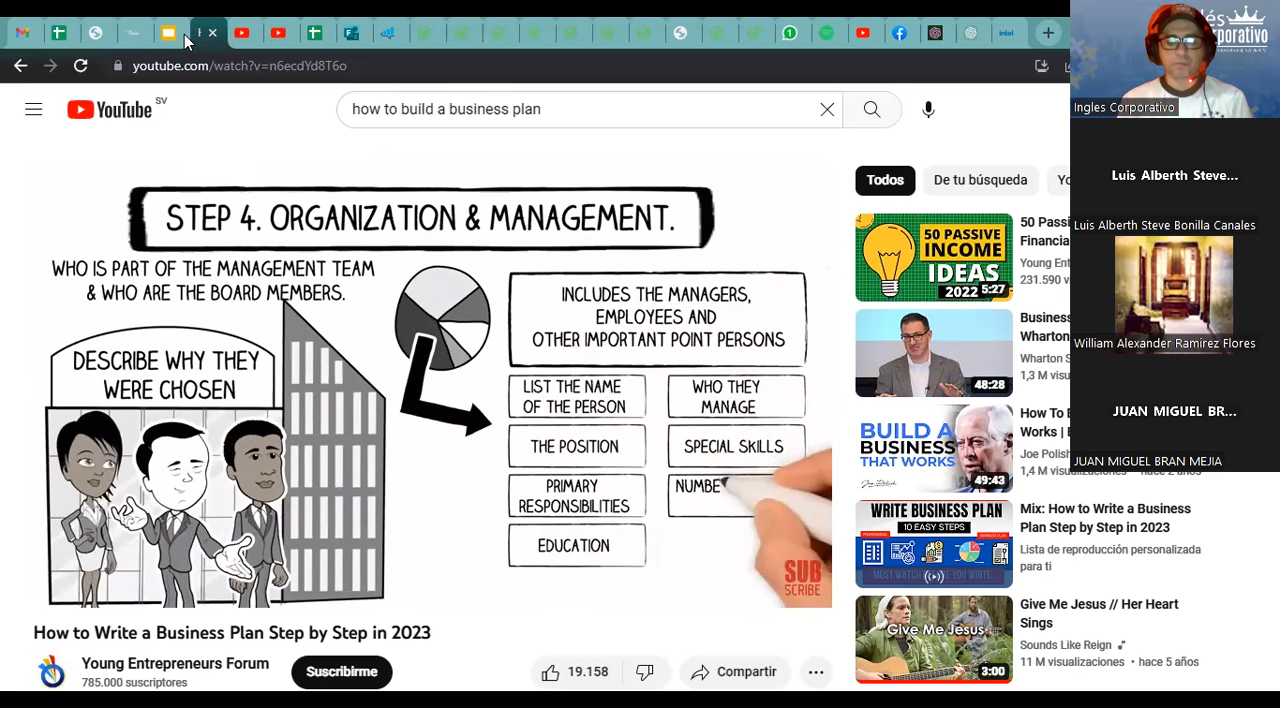 youtube.com/watch?v=n6ecdYd8T6o
YouTube SV
how to build a business plan
STEP 4. ORGANIZATION & MANAGEMENT.
WHO IS PART OF THE MANAGEMENT TEAM
& WHO ARE THE BOARD MEMBERS.
DESCRIBE WHY THEY
WERE CHOSEN
INCLUDES THE MANAGERS,
EMPLOYEES AND
OTHER IMPORTANT POINT PERSONS
LIST THE NAME
OF THE PERSON
WHO THEY
MANAGE
THE POSITION
SPECIAL SKILLS
PRIMARY
RESPONSIBILITIES
NUMBE
EDUCATION
SUB
SCRIBE
How to Write a Business Plan Step by Step in 2023
Young Entrepreneurs Forum
785.000 suscriptores
Suscribirme
19.158
Compartir
Todos
De tu búsqueda
50 PASSIVE
INCOME
IDEAS
2022
5:27
50 Passi
Financia
Young Ent
231.590 v
48:28
Business
Wharton
Wharton S
1,3 M visu
BUILD A
BUSINESS
THAT WORKS
49:43
Works |
Joe Polish
1,4 M visualizaciones • hace 2 años
WRITE BUSINESS PLAN
10 EASY STEPS
Mix: How to Write a Business
Plan Step by Step in 2023
Lista de reproducción personalizada
para ti
Give Me Jesus
3:00
Give Me Jesus // Her Heart
Sings
Sounds Like Reign
11 M visualizaciones • hace 5 años
orporativo
Ingles Corporativo
Luis Alberth Steve...
Luis Alberth Steve Bonilla Canales
William Alexander Ramirez Flores
JUAN MIGUEL BR...
JUAN MIGUEL BRAN MEJIA